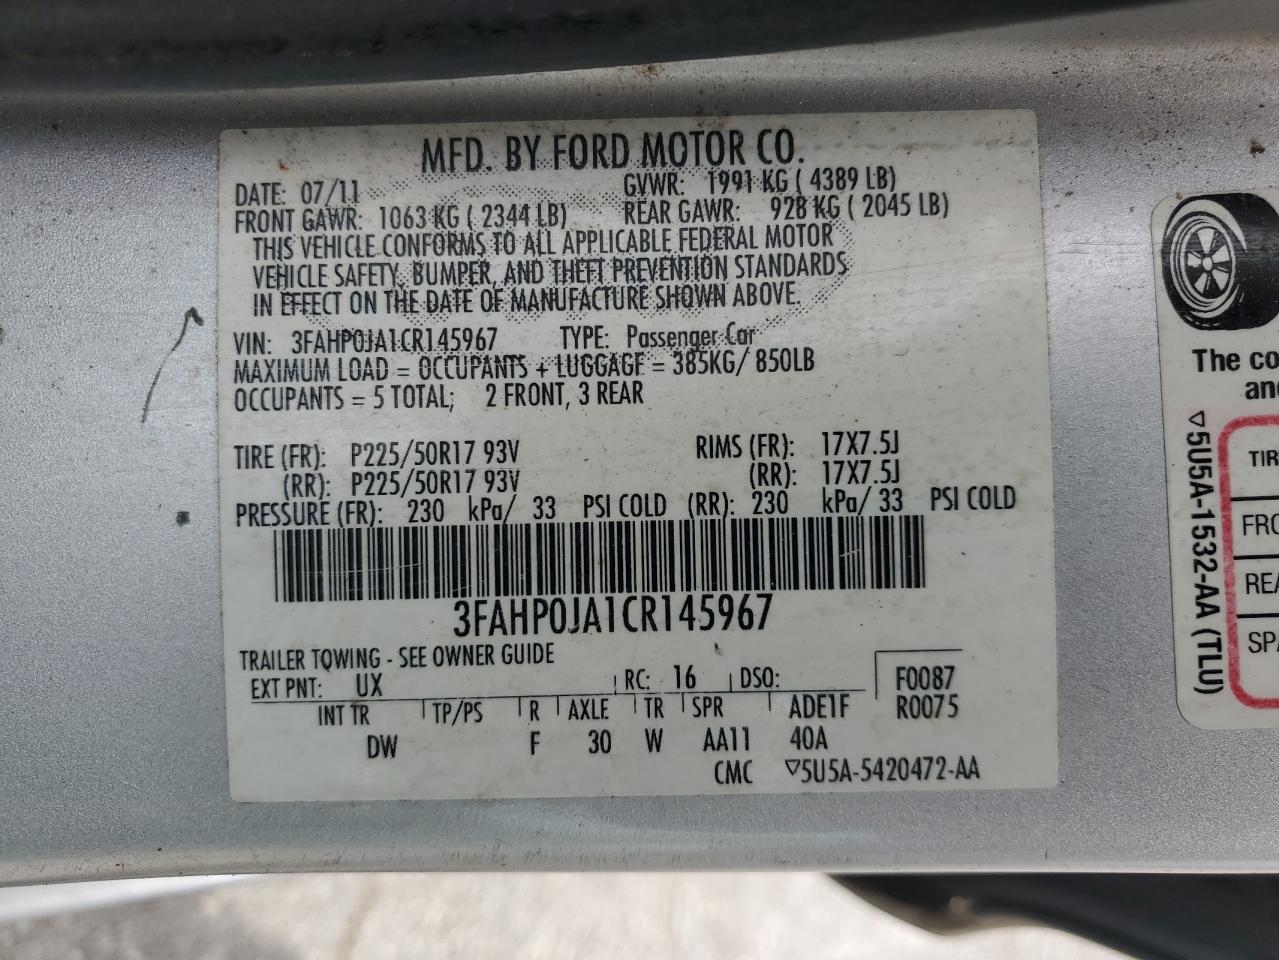 MFD. BY FORD MOTOR CO.
DATE: 07/11 GVWR: 1991 KG ( 4389 LB)
FRONT GAWR: 1063 KG ( 2344 LB) REAR GAWR: 928 KG ( 2045 LB)
THIS VEHICLE CONFORMS TO ALL APPLICABLE FEDERAL MOTOR
VEHICLE SAFETY, BUMPER, AND THEFT PREVENTION STANDARDS
IN EFFECT ON THE DATE OF MANUFACTURE SHOWN ABOVE.
VIN: 3FAHP0JA1CR145967 TYPE: Passenger Car
MAXIMUM LOAD = OCCUPANTS + LUGGAGE = 385KG/ 850LB
OCCUPANTS = 5 TOTAL; 2 FRONT, 3 REAR
TIRE (FR): P225/50R17 93V RIMS (FR): 17X7.5J
(RR): P225/50R17 93V (RR): 17X7.5J
PRESSURE (FR): 230 kPa/ 33 PSI COLD (RR): 230 kPa/ 33 PSI COLD
3FAHP0JA1CR145967
TRAILER TOWING - SEE OWNER GUIDE
EXT PNT: UX RC: 16 DSO: F0087
INT TR TP/PS R AXLE TR SPR ADE1F R0075
DW F 30 W AA11 40A
CMC ▽5U5A-5420472-AA
The co
and
▽5U5A-1532-AA (TLU)
TIR
FRO
REA
SPA